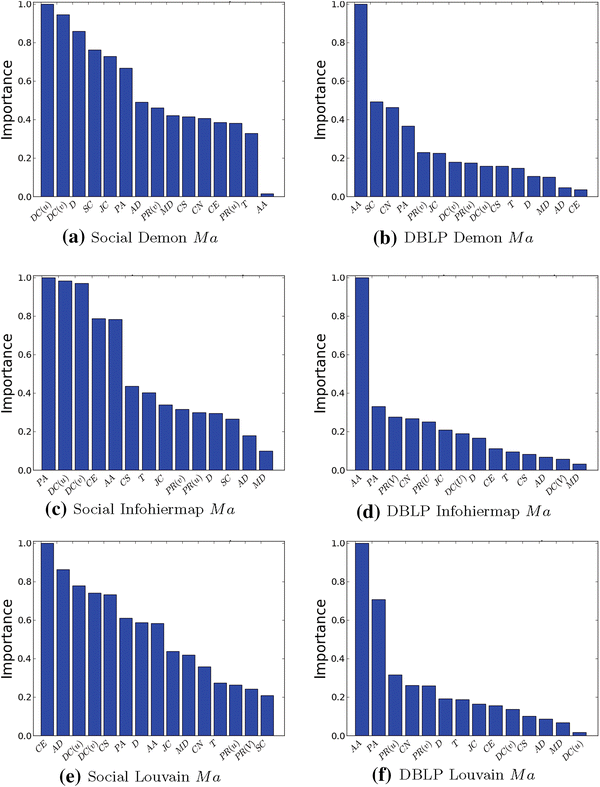 Importance
1.0
0.8
0.6
0.4
0.2
0.0
DC(u) DC(v) D SC JC PA AD PR(v) MD CS CN CE PR(u) T AA
(a) Social Demon Ma
Importance
1.0
0.8
0.6
0.4
0.2
0.0
AA SC CN PA PR(v) JC DC(v) PR(u) DC(u) CS T D MD AD CE
(b) DBLP Demon Ma
Importance
1.0
0.8
0.6
0.4
0.2
0.0
PA DC(u) DC(v) CE AA CS T JC PR(v) PR(u) D SC AD MD
(c) Social Infohiermap Ma
Importance
1.0
0.8
0.6
0.4
0.2
0.0
AA PA PR(V) CN PR(U JC DC(U) D CE T CS AD DC(V) MD
(d) DBLP Infohiermap Ma
Importance
1.0
0.8
0.6
0.4
0.2
0.0
CE AD DC(u) DC(v) CS PA D AA JC MD CN T PR(u) PR(V) SC
(e) Social Louvain Ma
Importance
1.0
0.8
0.6
0.4
0.2
0.0
AA PA PR(u) CN PR(v) D T JC CE DC(v) CS AD MD DC(u)
(f) DBLP Louvain Ma